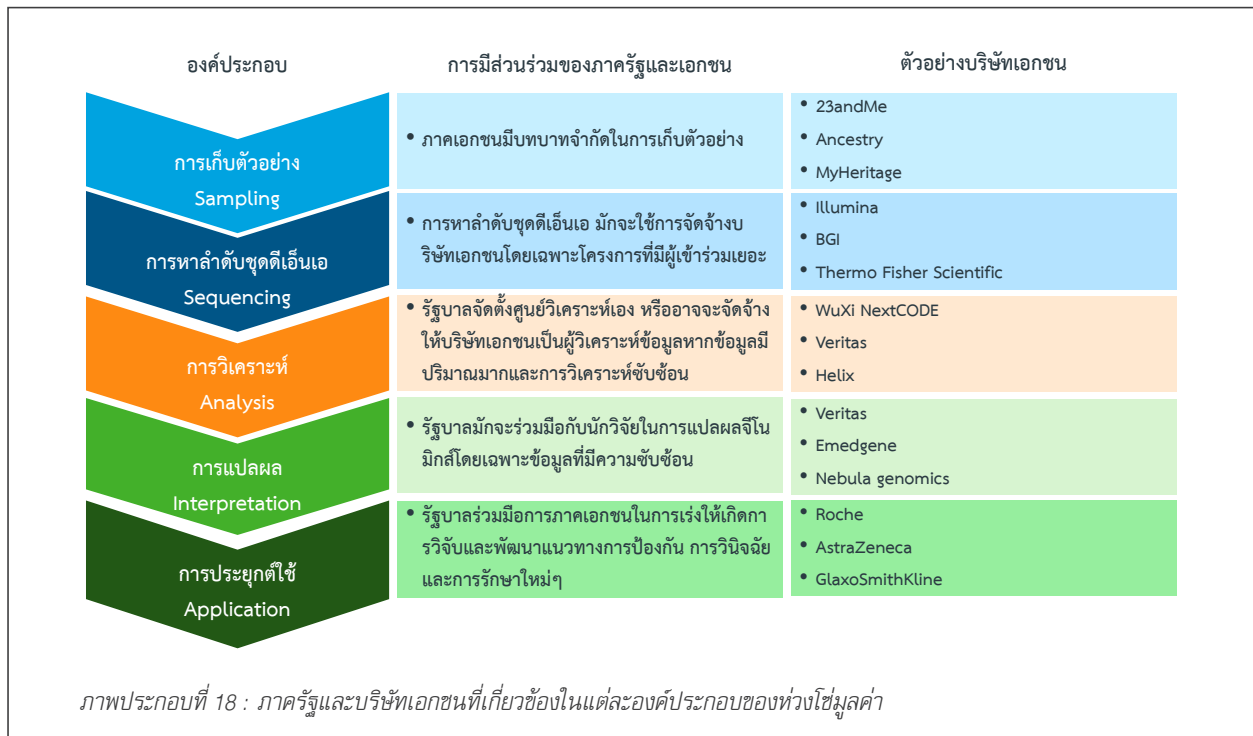 องค์ประกอบ
การมีส่วนร่วมของภาครัฐและเอกชน
ตัวอย่างบริษัทเอกชน
การเก็บตัวอย่าง
Sampling
• ภาคเอกชนมีบทบาทจำกัดในการเก็บตัวอย่าง
• 23andMe
• Ancestry
• MyHeritage
การหาลำดับชุดดีเอ็นเอ
Sequencing
• การหาลำดับชุดดีเอ็นเอ มักจะใช้การจัดจ้างบ
ริษัทเอกชนโดยเฉพาะโครงการที่มีผู้เข้าร่วมเยอะ
• Illumina
• BGI
• Thermo Fisher Scientific
การวิเคราะห์
Analysis
• รัฐบาลจัดตั้งศูนย์วิเคราะห์เอง หรืออาจจะจัดจ้าง
ให้บริษัทเอกชนเป็นผู้วิเคราะห์ข้อมูลหากข้อมูลมี
ปริมาณมากและการวิเคราะห์ซับซ้อน
• WuXi NextCODE
• Veritas
• Helix
การแปลผล
Interpretation
• รัฐบาลมักจะร่วมมือกับนักวิจัยในการแปลผลจีโน
มิกส์โดยเฉพาะข้อมูลที่มีความซับซ้อน
• Veritas
• Emedgene
• Nebula genomics
การประยุกต์ใช้
Application
• รัฐบาลร่วมมือการภาคเอกชนในการเร่งให้เกิดกา
รวิจับและพัฒนาแนวทางการป้องกัน การวินิจฉัย
และการรักษาใหม่ๆ
• Roche
• AstraZeneca
• GlaxoSmithKline
ภาพประกอบที่ 18 : ภาครัฐและบริษัทเอกชนที่เกี่ยวข้องในแต่ละองค์ประกอบของห่วงโซ่มูลค่า